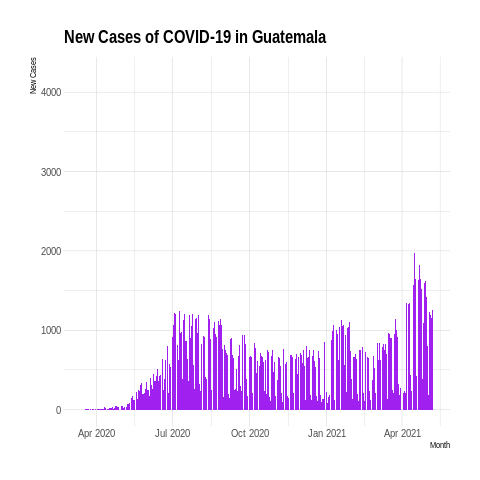 New Cases of COVID-19 in Guatemala
New Cases
4000
3000
2000
1000
0
Apr 2020 Jul 2020 Oct 2020 Jan 2021 Apr 2021
Month